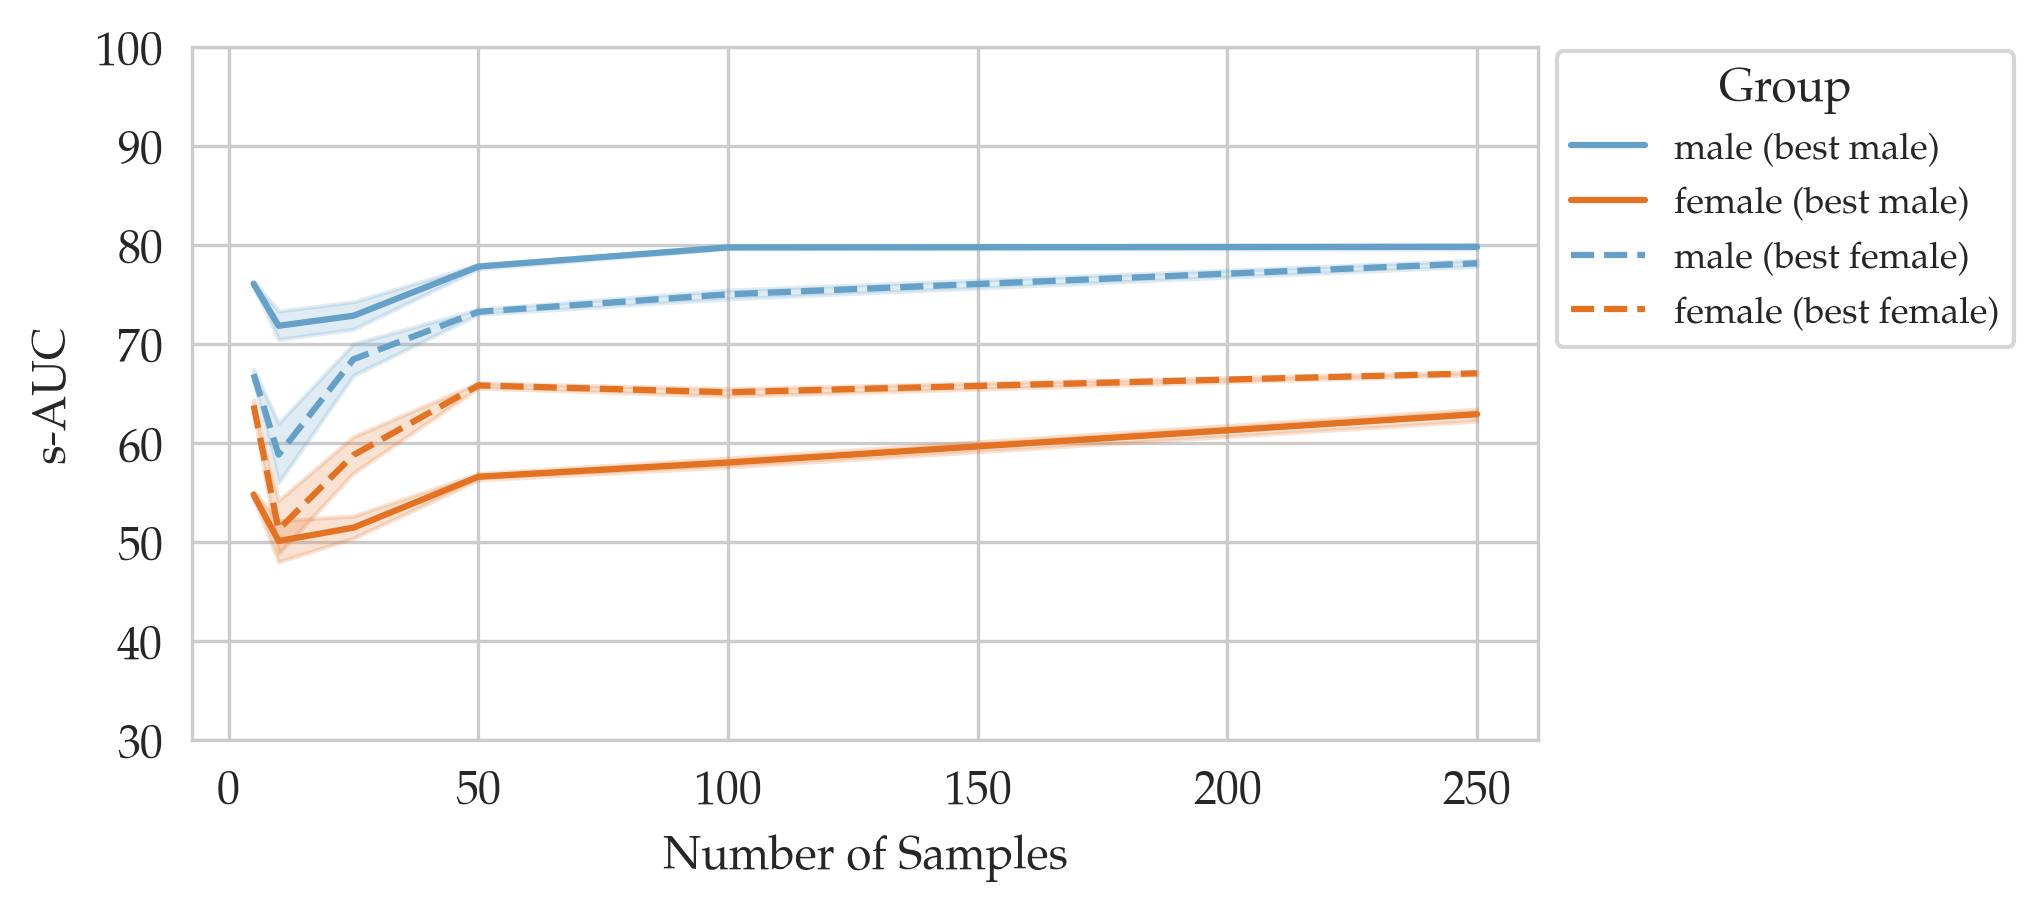 100
90
80
70
60
50
40
30
s-AUC
0 50 100 150 200 250
Number of Samples
Group
male (best male)
female (best male)
male (best female)
female (best female)